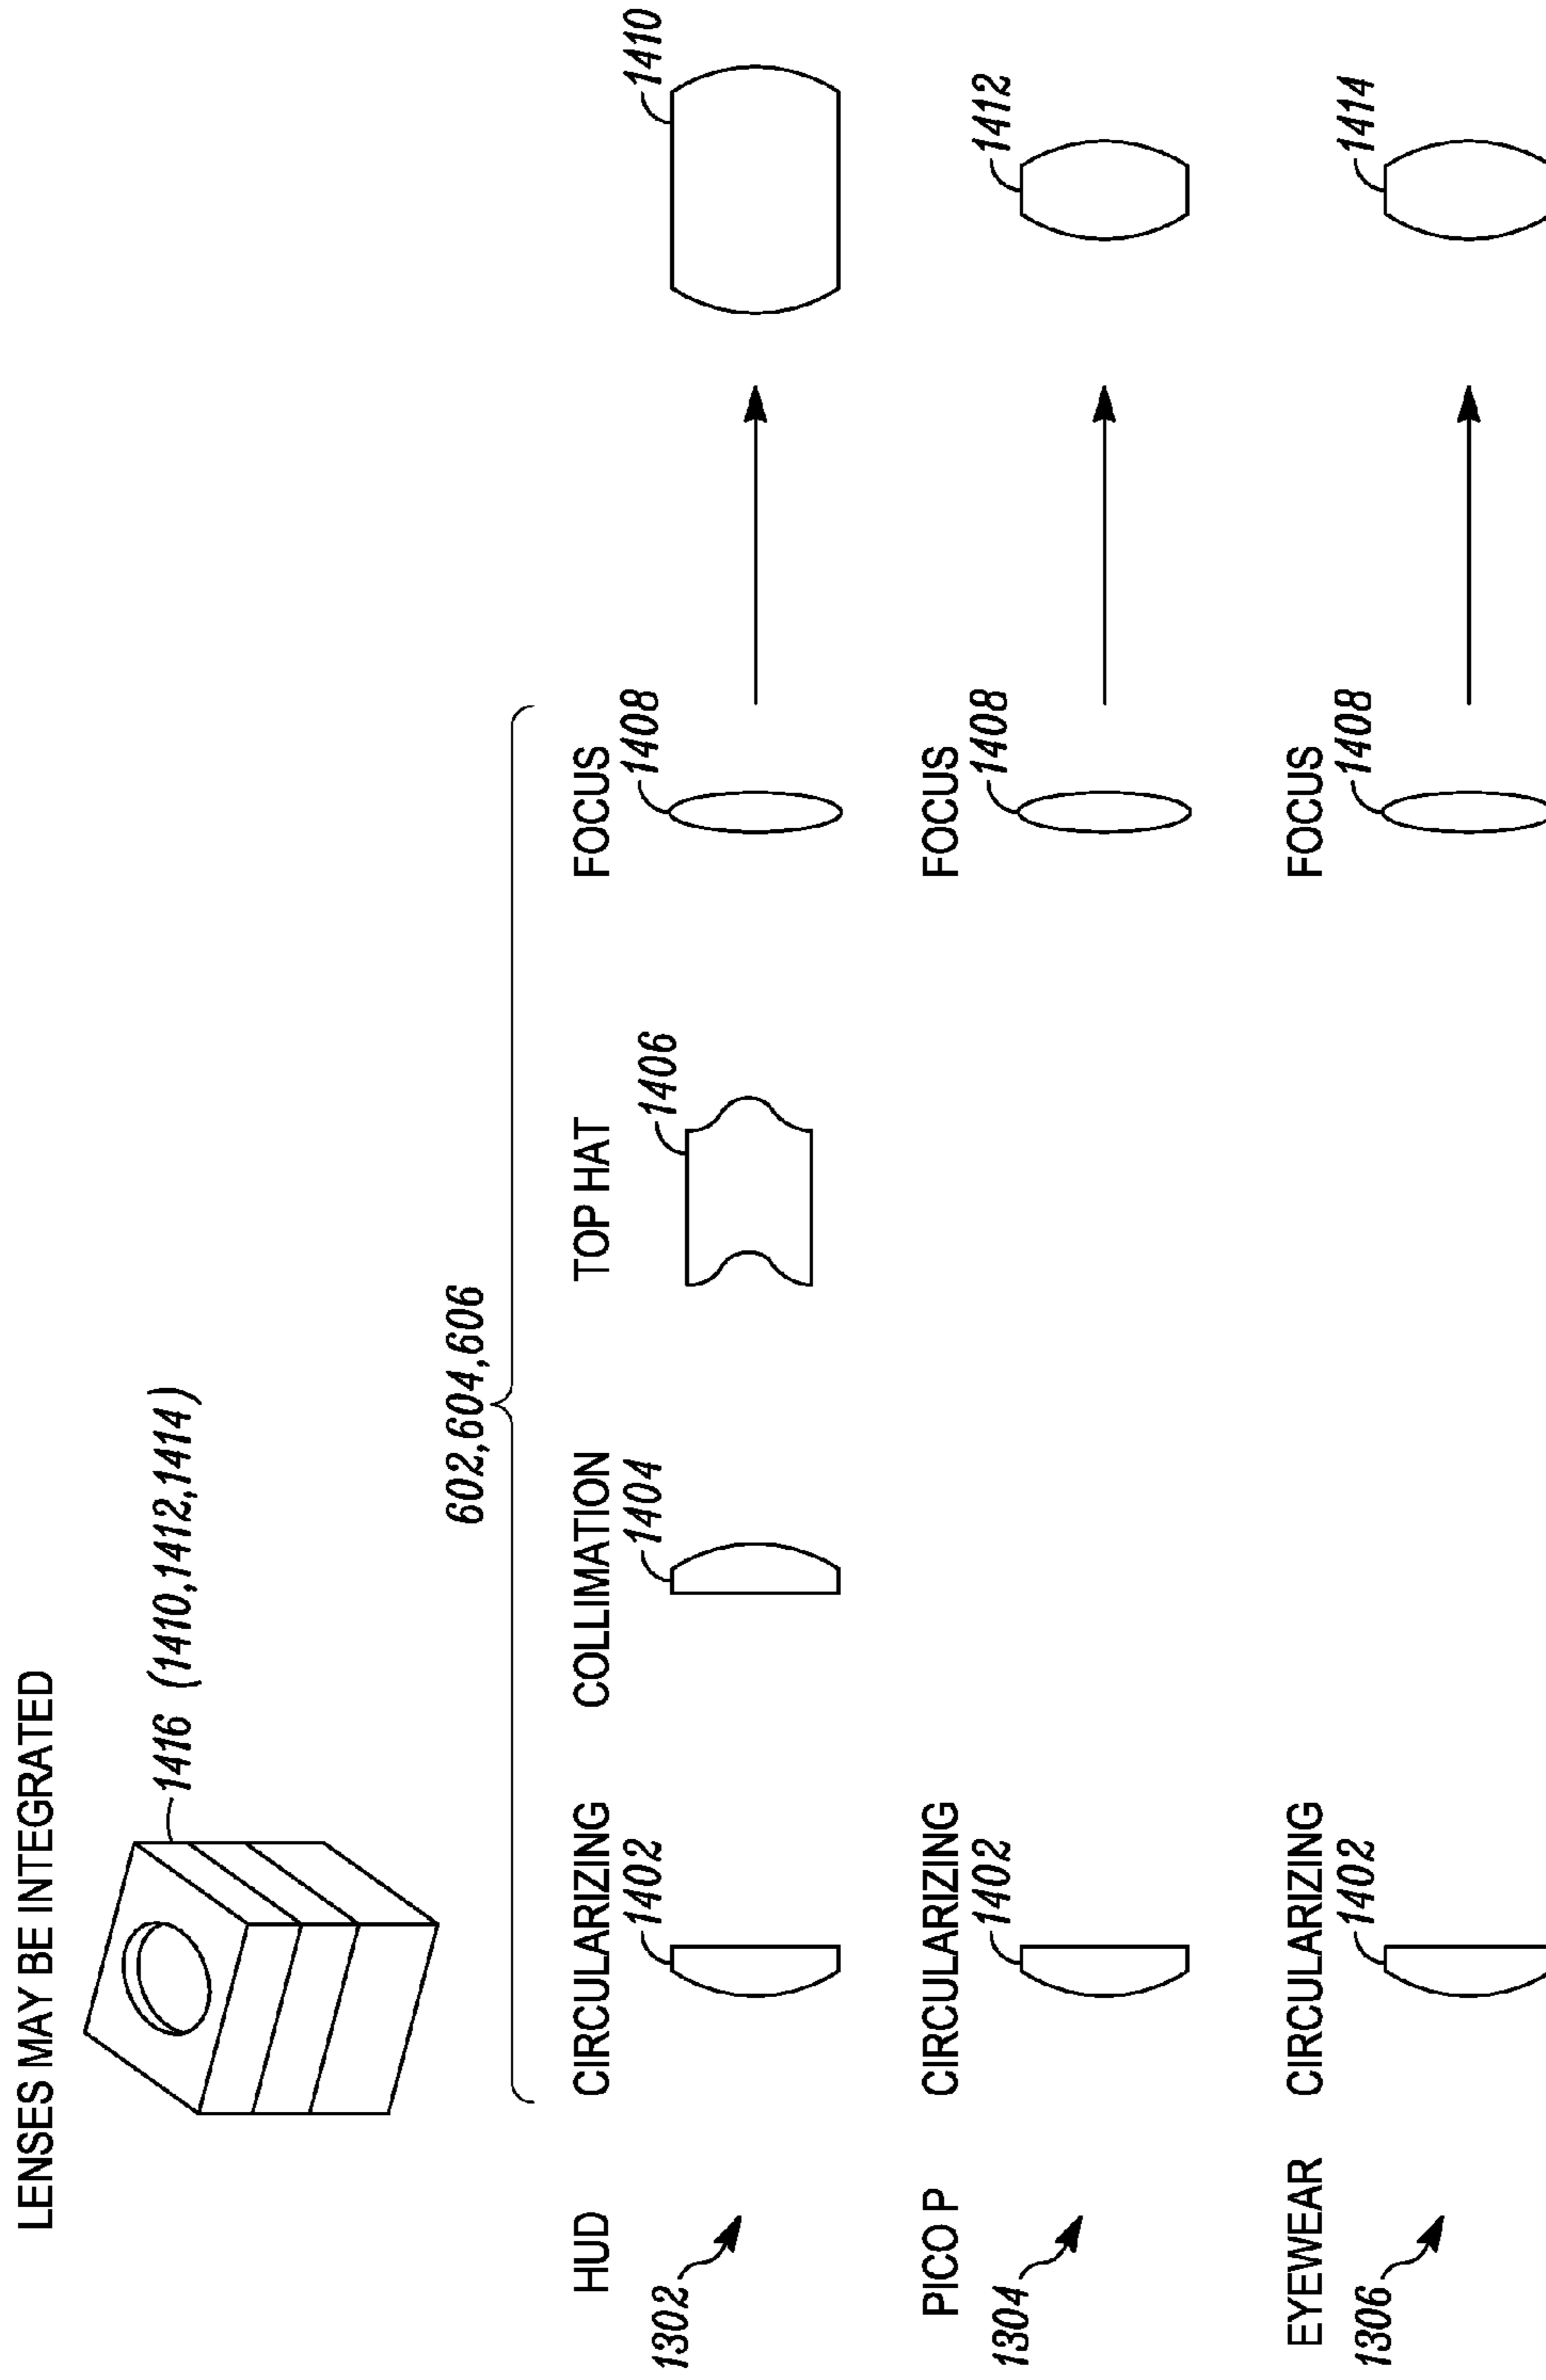 LENSES MAY BE INTEGRATED
1416 (1410,1412,1414)
602,604,606
HUD CIRCULARIZING COLLIMATION TOP HAT FOCUS
1302 1402 1404 1406 1408 1410
PICO P CIRCULARIZING FOCUS
1304 1402 1408 1412
EYEWEAR CIRCULARIZING FOCUS
1306 1402 1408 1414